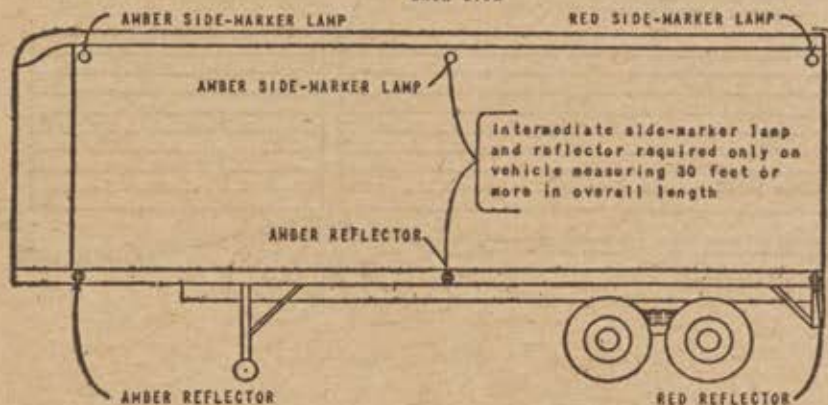 AMBER SIDE-MARKER LAMP
RED SIDE-MARKER LAMP
AMBER SIDE-MARKER LAMP
Intermediate side-marker lamp
and reflector required only on
vehicle measuring 30 feet or
more in overall length
AMBER REFLECTOR
AMBER REFLECTOR
RED REFLECTOR